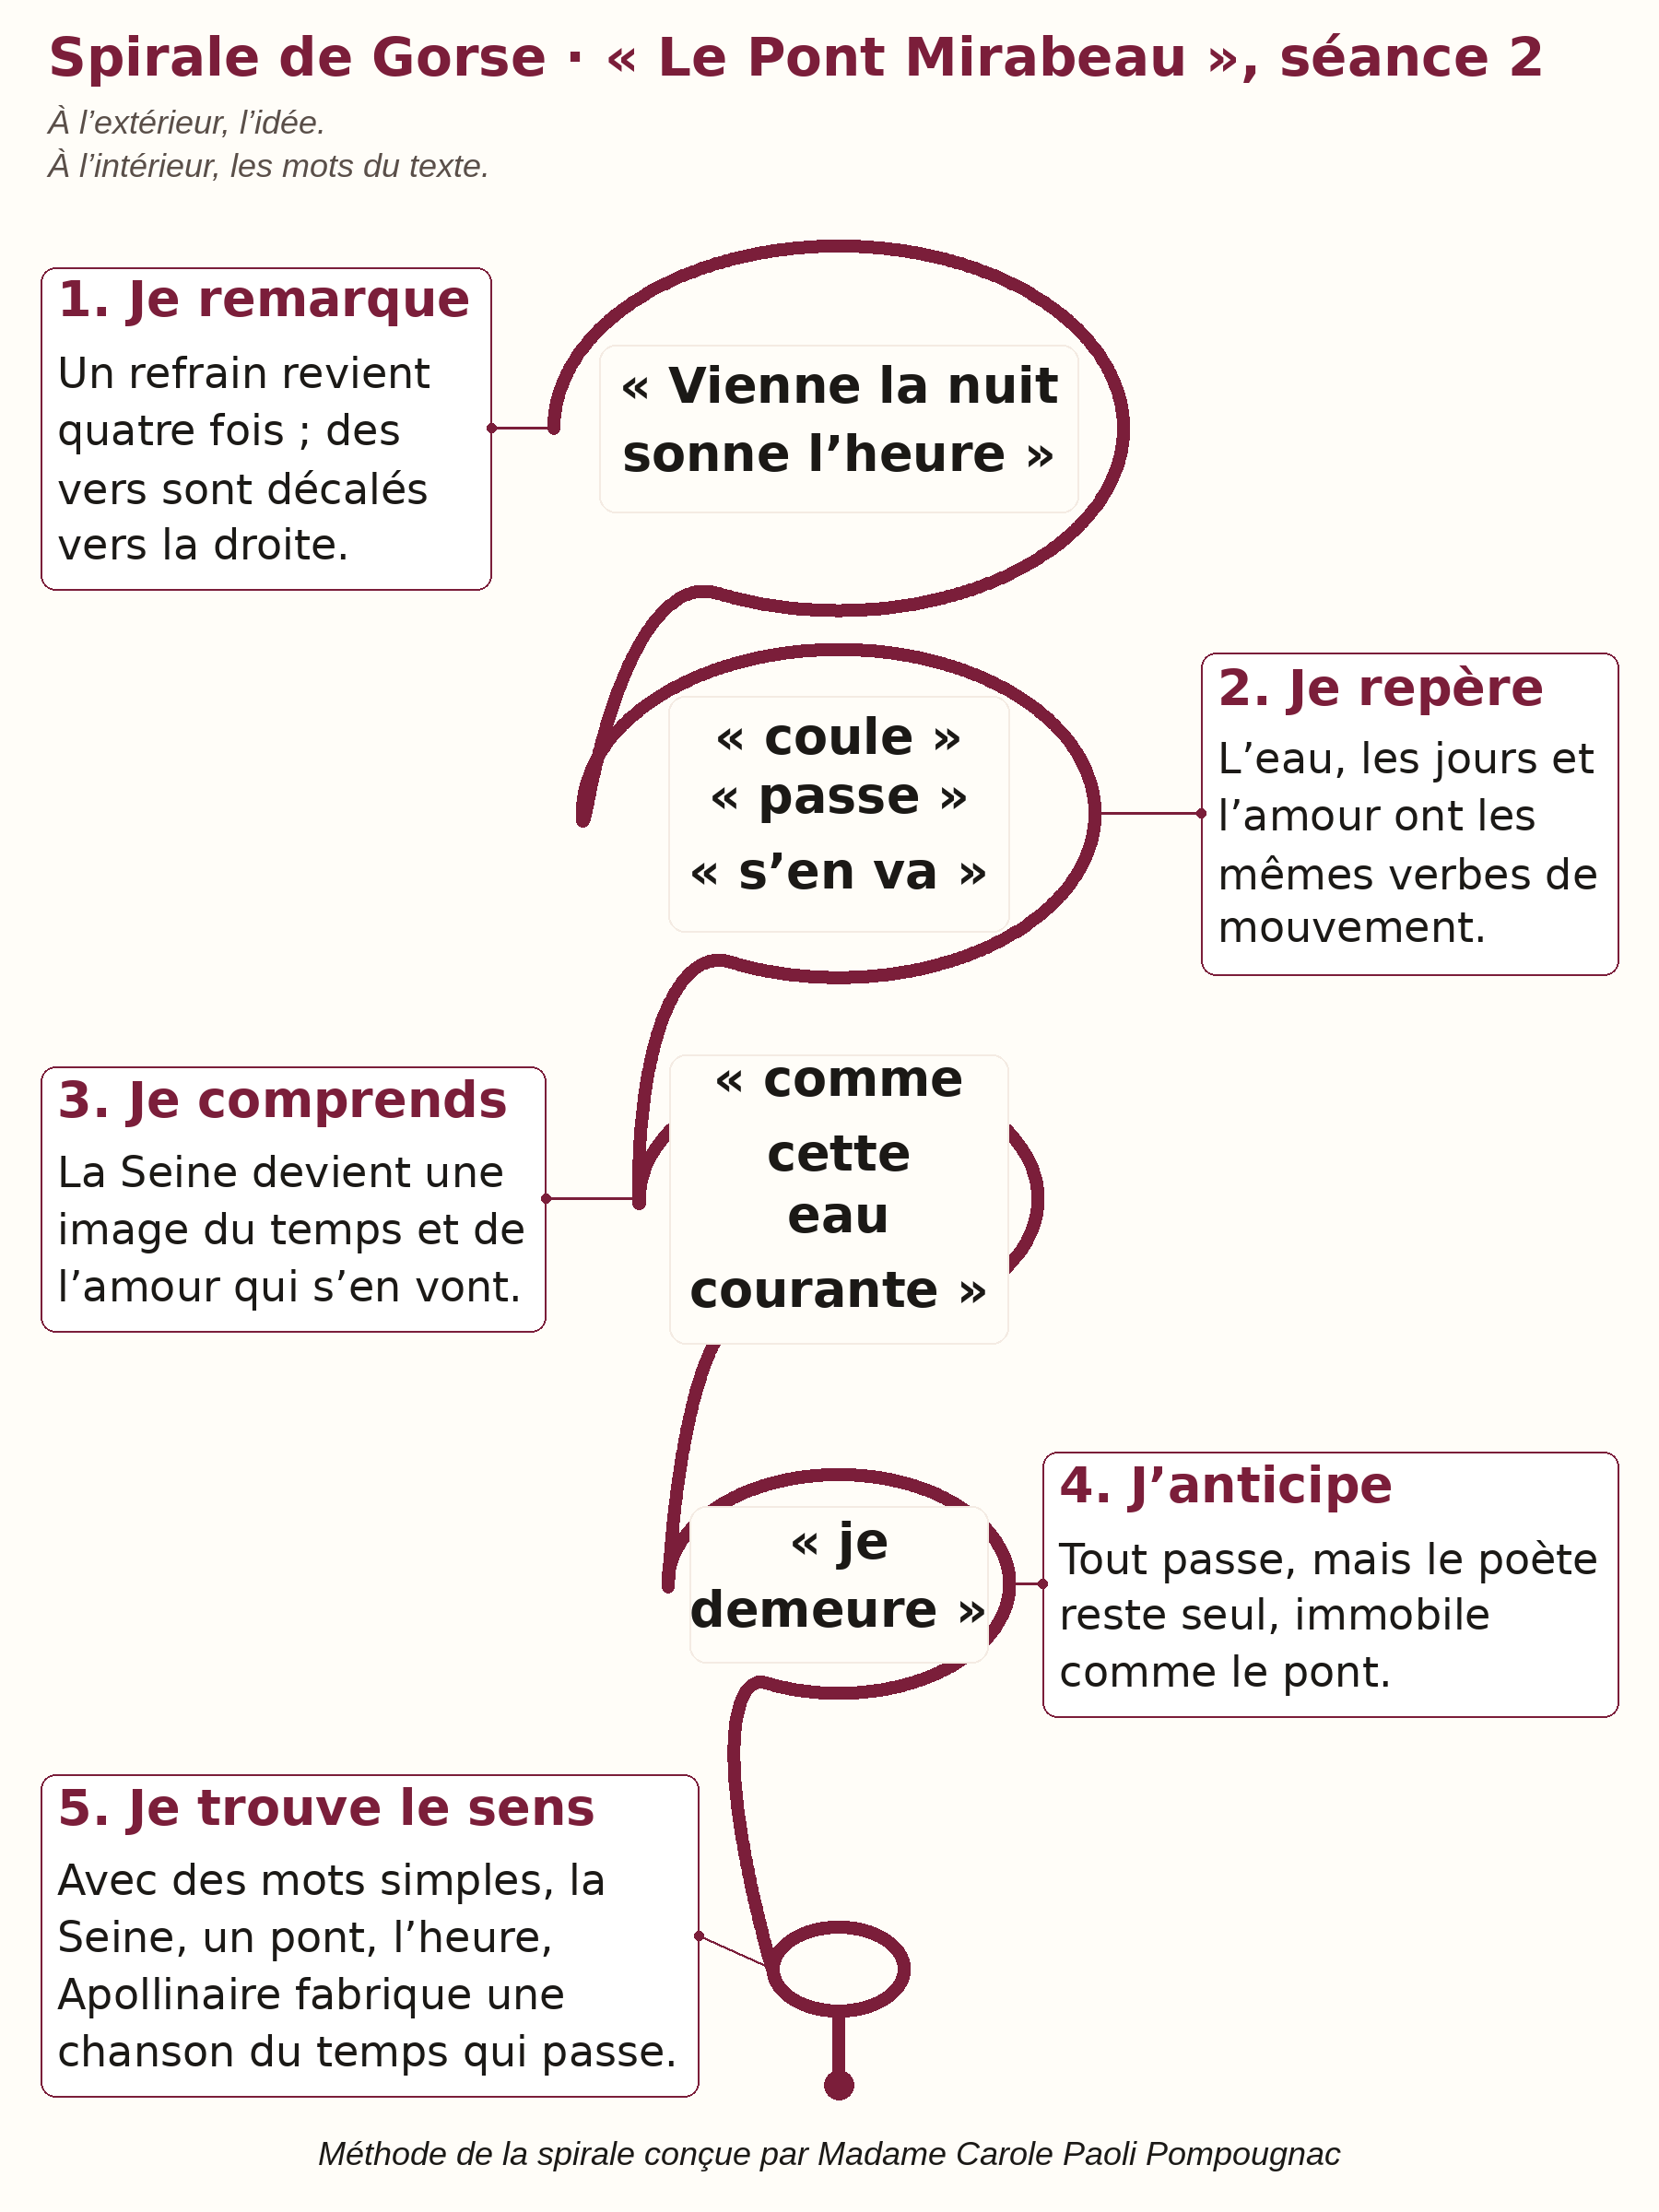 Spirale de Gorse · « Le Pont Mirabeau », séance 2
À l’extérieur, l’idée.
À l’intérieur, les mots du texte.
1. Je remarque
Un refrain revient
quatre fois ; des
vers sont décalés
vers la droite.
« Vienne la nuit
sonne l’heure »
« coule »
« passe »
« s’en va »
2. Je repère
L’eau, les jours et
l’amour ont les
mêmes verbes de
mouvement.
3. Je comprends
La Seine devient une
image du temps et de
l’amour qui s’en vont.
« comme
cette
eau
courante »
« je
demeure »
4. J’anticipe
Tout passe, mais le poète
reste seul, immobile
comme le pont.
5. Je trouve le sens
Avec des mots simples, la
Seine, un pont, l’heure,
Apollinaire fabrique une
chanson du temps qui passe.
Méthode de la spirale conçue par Madame Carole Paoli Pompougnac